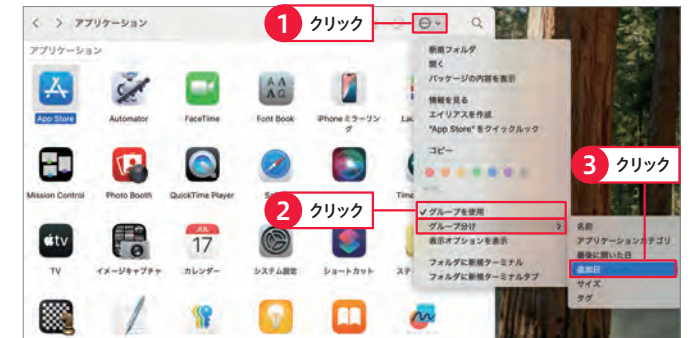 アプリケーション
1 クリック
アプリケーション
App Store
Automator
FaceTime
Font Book
iPhoneミラーリング
Mission Control
Photo Booth
QuickTime Player
Time
tv
JUL
17
TV
イメージキャプチャ
カレンダー
システム設定
ショートカット
新規フォルダ
開く
パッケージの内容を表示
情報を見る
エイリアスを作成
"App Store"をクイックルック
コピー
2 クリック
✓ グループを使用
グループ分け
表示オプションを表示
フォルダに新規ターミナル
フォルダに新規ターミナルタブ
3 クリック
名前
アプリケーションカテゴリ
最後に開いた日
追加日
サイズ
タグ